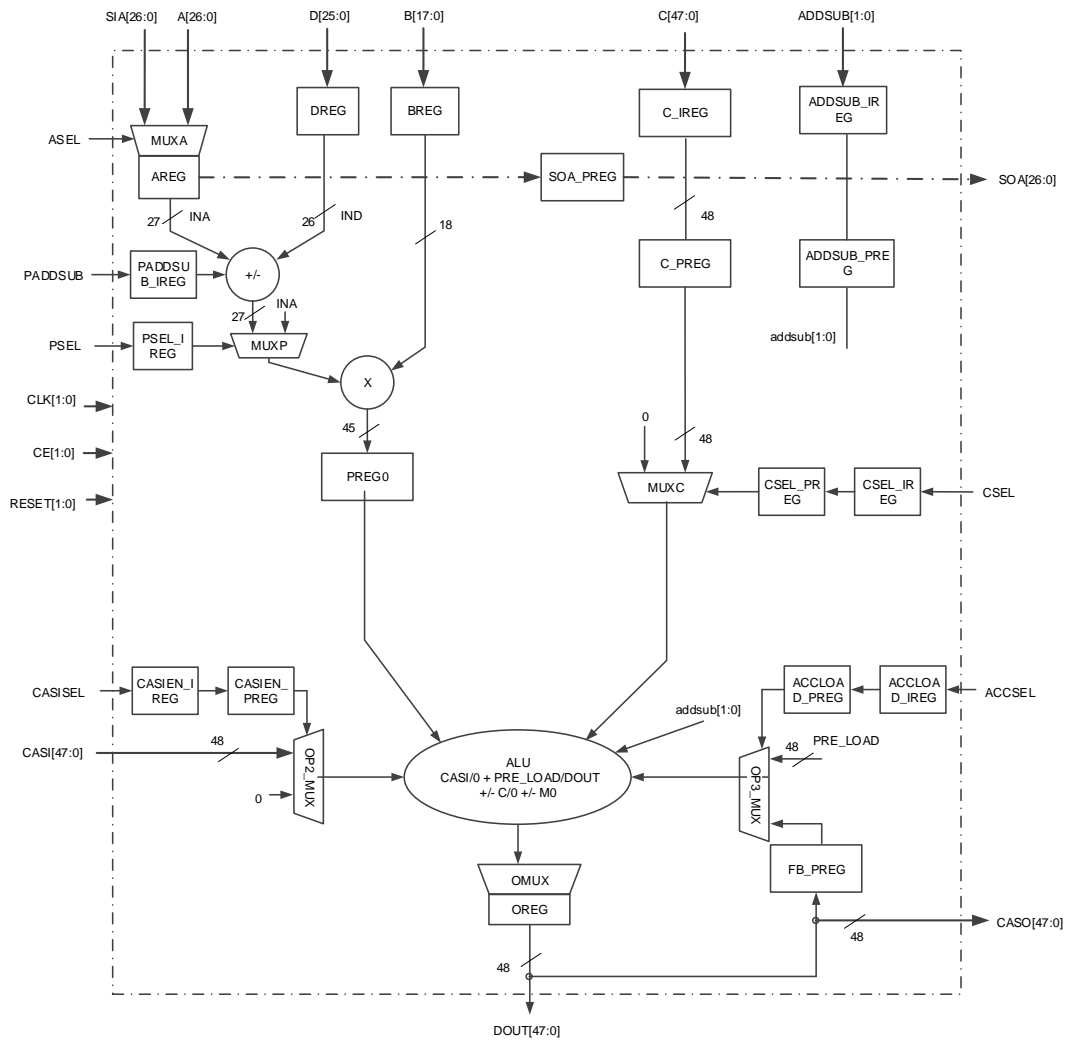 SIA[26:0]
A[26:0]
D[25:0]
B[17:0]
C[47:0]
ADDSUB[1:0]
DREG
BREG
C_IREG
ADDSUB_IR
EG
ASEL
MUXA
AREG
SOA_PREG
SOA[26:0]
27
INA
26
IND
18
48
PADDSUB
PADDSU
B_IREG
+/-
C_PREG
ADDSUB_PRE
G
27
INA
PSEL
PSEL_I
REG
MUXP
addsub[1:0]
X
CLK[1:0]
45
0
48
CE[1:0]
PREG0
MUXC
CSEL_PR
EG
CSEL_IR
EG
CSEL
RESET[1:0]
CASISEL
CASIEN_I
REG
CASIEN_
PREG
ACCLOA
D_PREG
ACCLOA
D_IREG
ACCSEL
addsub[1:0]
CASI[47:0]
48
48
PRE_LOAD
OP2_MUX
ALU
CASI/0 + PRE_LOAD/DOUT
+/- C/0 +/- M0
OP3_MUX
0
FB_PREG
OMUX
OREG
48
CASO[47:0]
48
DOUT[47:0]